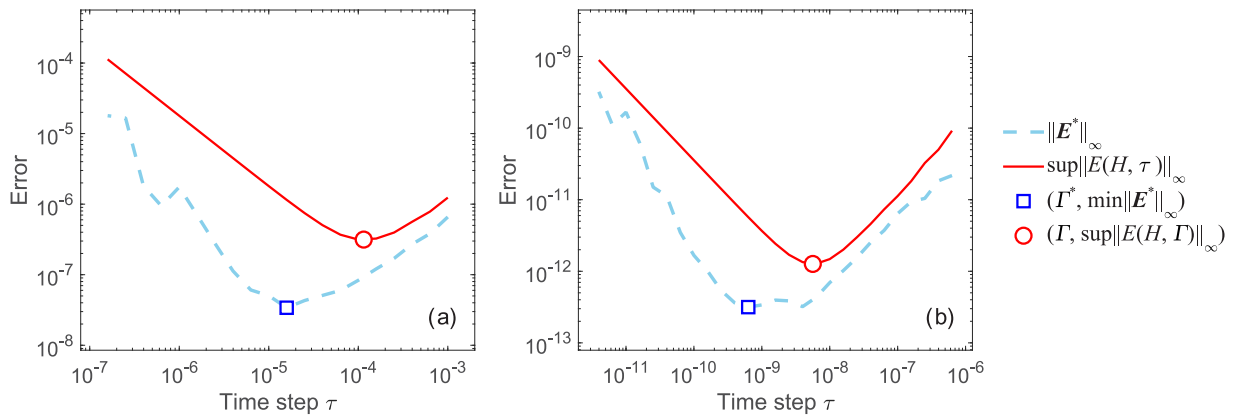 Error
10⁻⁴
10⁻⁵
10⁻⁶
10⁻⁷
10⁻⁸
10⁻⁷ 10⁻⁶ 10⁻⁵ 10⁻⁴ 10⁻³
Time step τ
(a)
Error
10⁻⁹
10⁻¹⁰
10⁻¹¹
10⁻¹²
10⁻¹³
10⁻¹¹ 10⁻¹⁰ 10⁻⁹ 10⁻⁸ 10⁻⁷ 10⁻⁶
Time step τ
(b)
‖E*‖∞
sup‖E(H, τ)‖∞
(Γ*, min‖E*‖∞)
(Γ, sup‖E(H, Γ)‖∞)